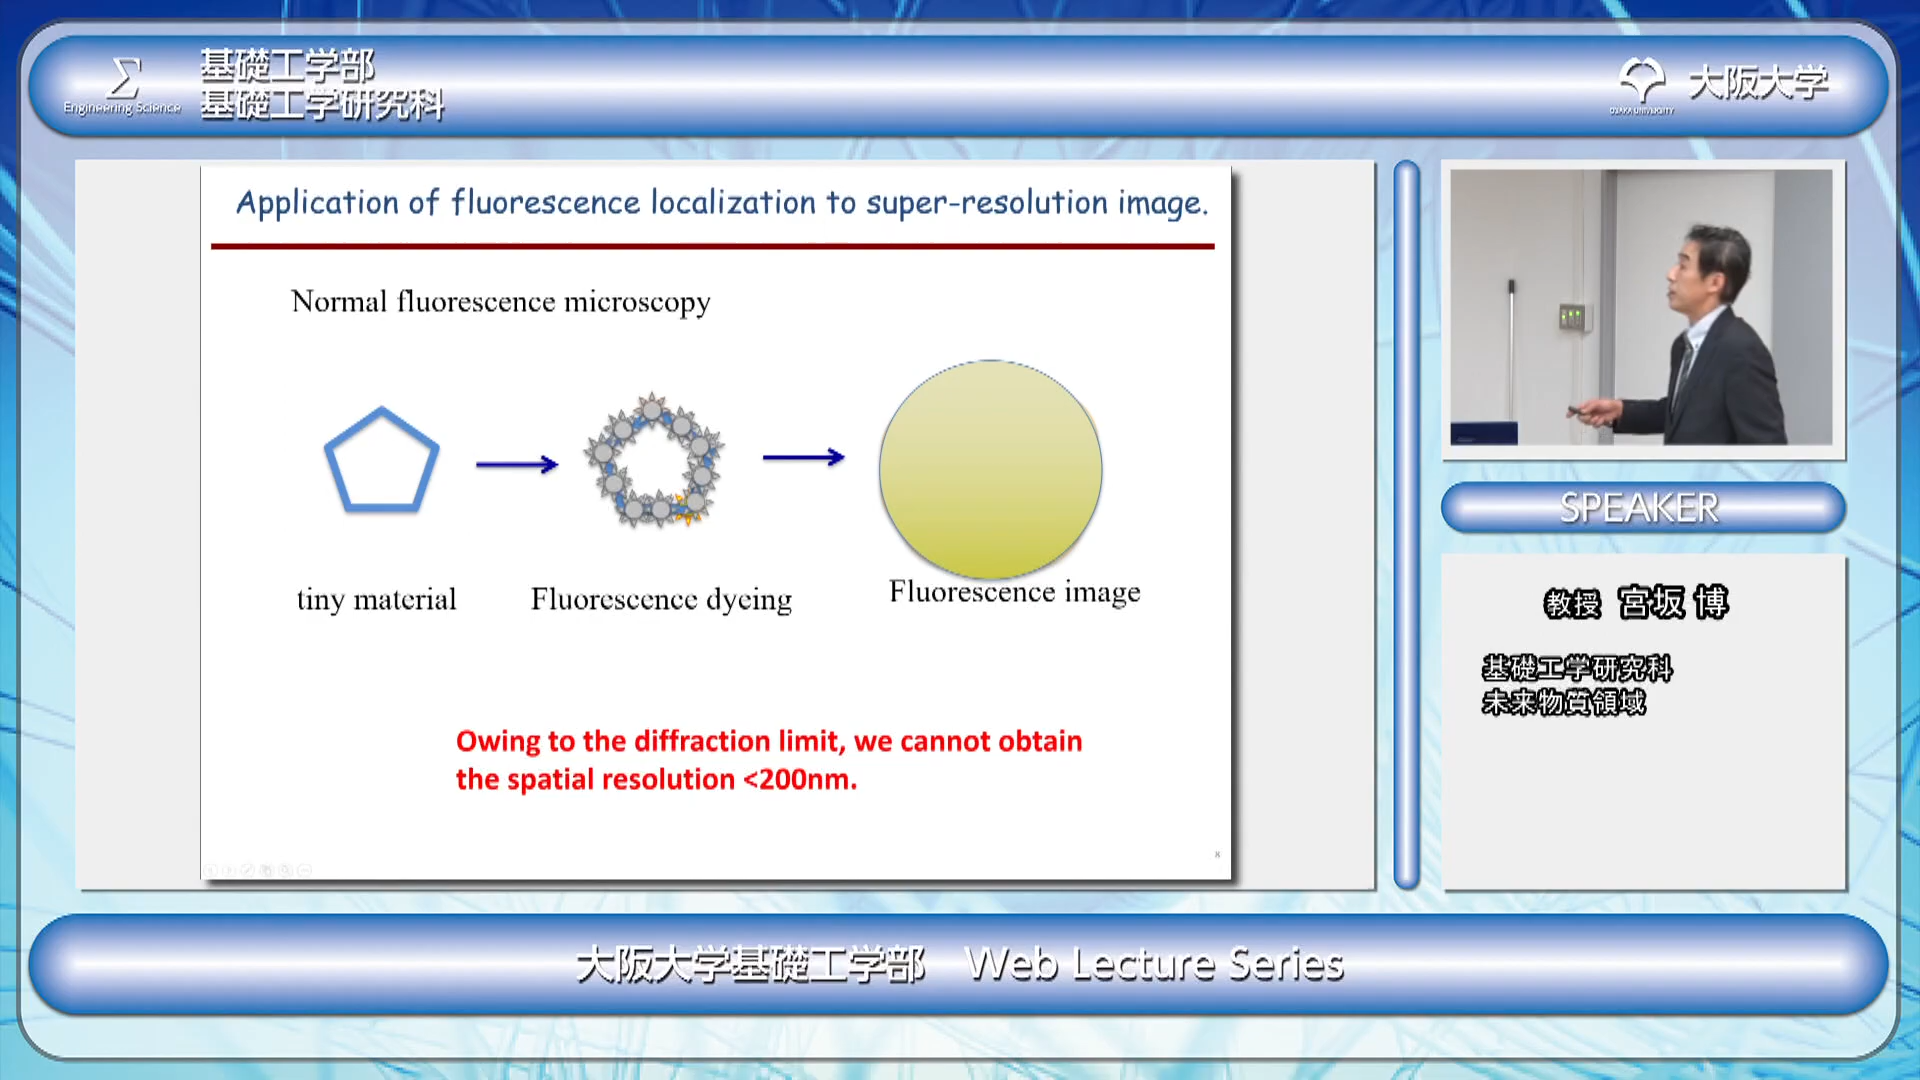 Σ
Engineering Science
基礎工学部
基礎工学研究科
OSAKA UNIVERSITY
大阪大学
Application of fluorescence localization to super-resolution image.
Normal fluorescence microscopy
tiny material
Fluorescence dyeing
Fluorescence image
Owing to the diffraction limit, we cannot obtain
the spatial resolution <200nm.
8
SPEAKER
教授 宮坂 博
基礎工学研究科
未来物質領域
大阪大学基礎工学部 Web Lecture Series